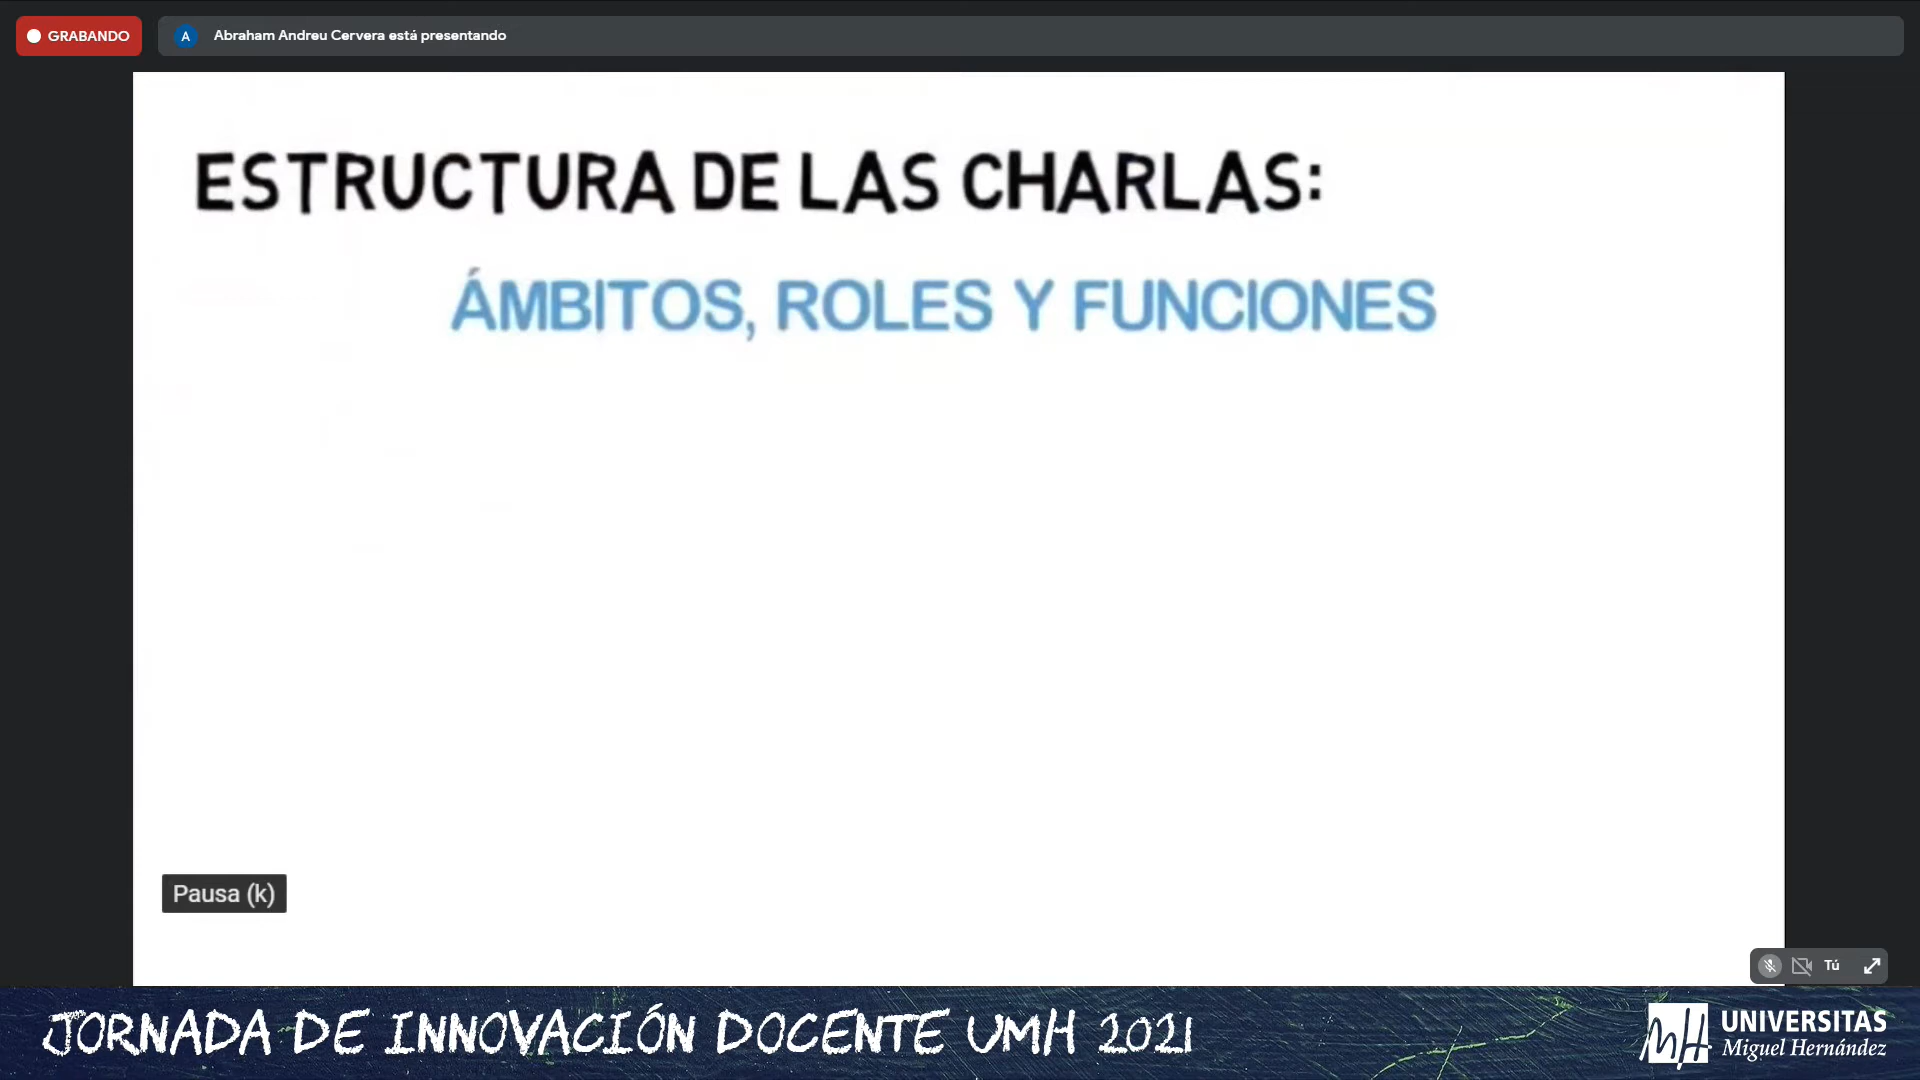 GRABANDO
A
Abraham Andreu Cervera está presentando
ESTRUCTURA DE LAS CHARLAS:
ÁMBITOS, ROLES Y FUNCIONES
Pausa (k)
Tú
JORNADA DE INNOVACIÓN DOCENTE UMH 2021
UNIVERSITAS
Miguel Hernández